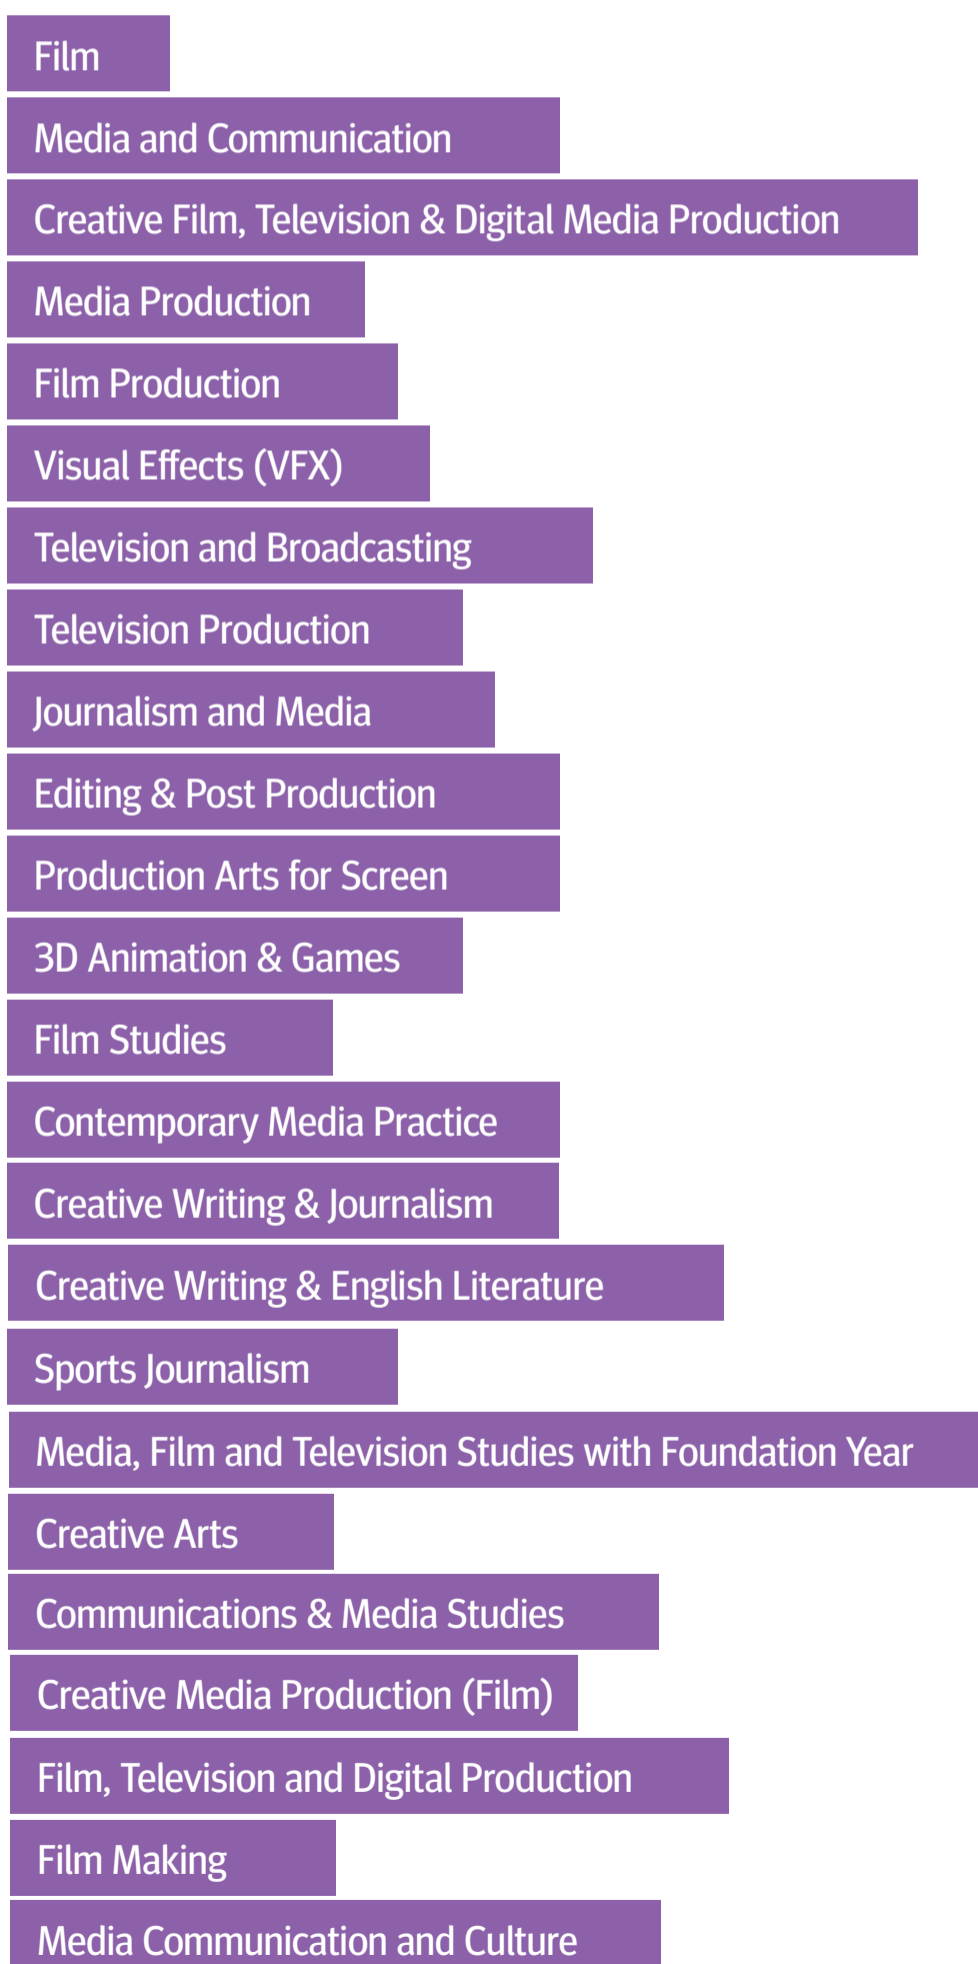 Film
Media and Communication
Creative Film, Television & Digital Media Production
Media Production
Film Production
Visual Effects (VFX)
Television and Broadcasting
Television Production
Journalism and Media
Editing & Post Production
Production Arts for Screen
3D Animation & Games
Film Studies
Contemporary Media Practice
Creative Writing & Journalism
Creative Writing & English Literature
Sports Journalism
Media, Film and Television Studies with Foundation Year
Creative Arts
Communications & Media Studies
Creative Media Production (Film)
Film, Television and Digital Production
Film Making
Media Communication and Culture